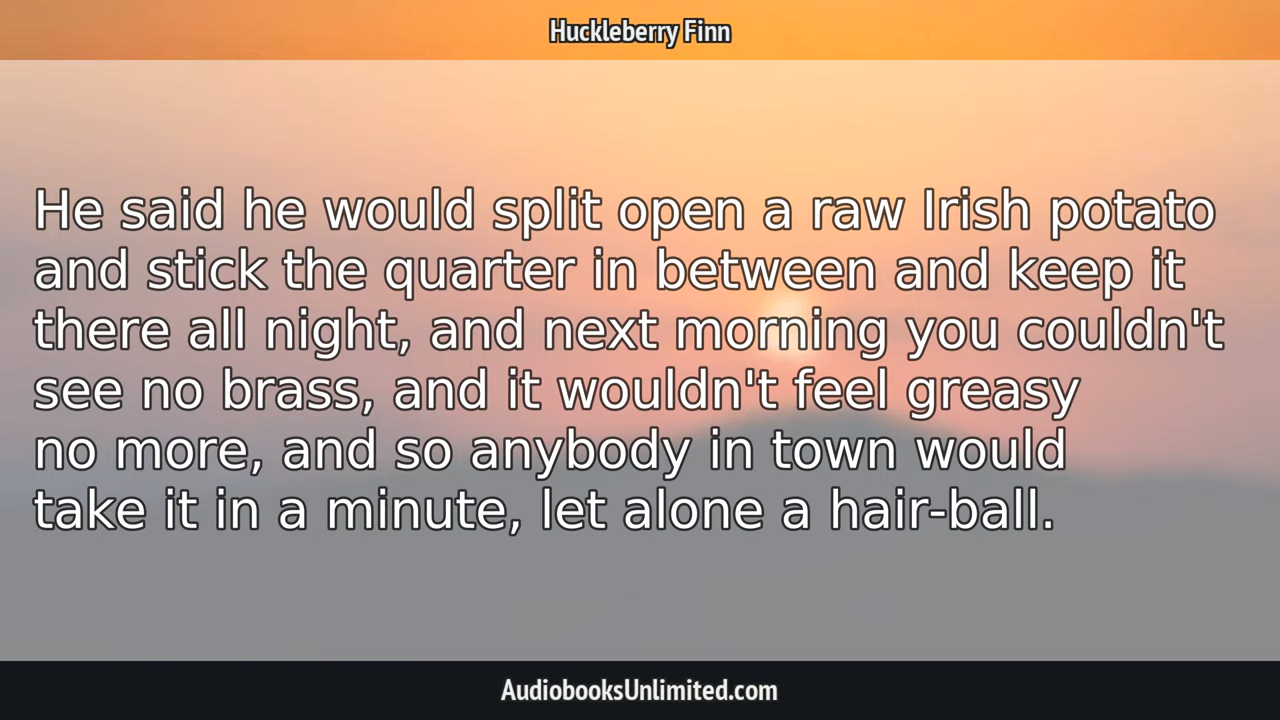 Huckleberry Finn
He said he would split open a raw Irish potato
and stick the quarter in between and keep it
there all night, and next morning you couldn't
see no brass, and it wouldn't feel greasy
no more, and so anybody in town would
take it in a minute, let alone a hair-ball.
AudiobooksUnlimited.com